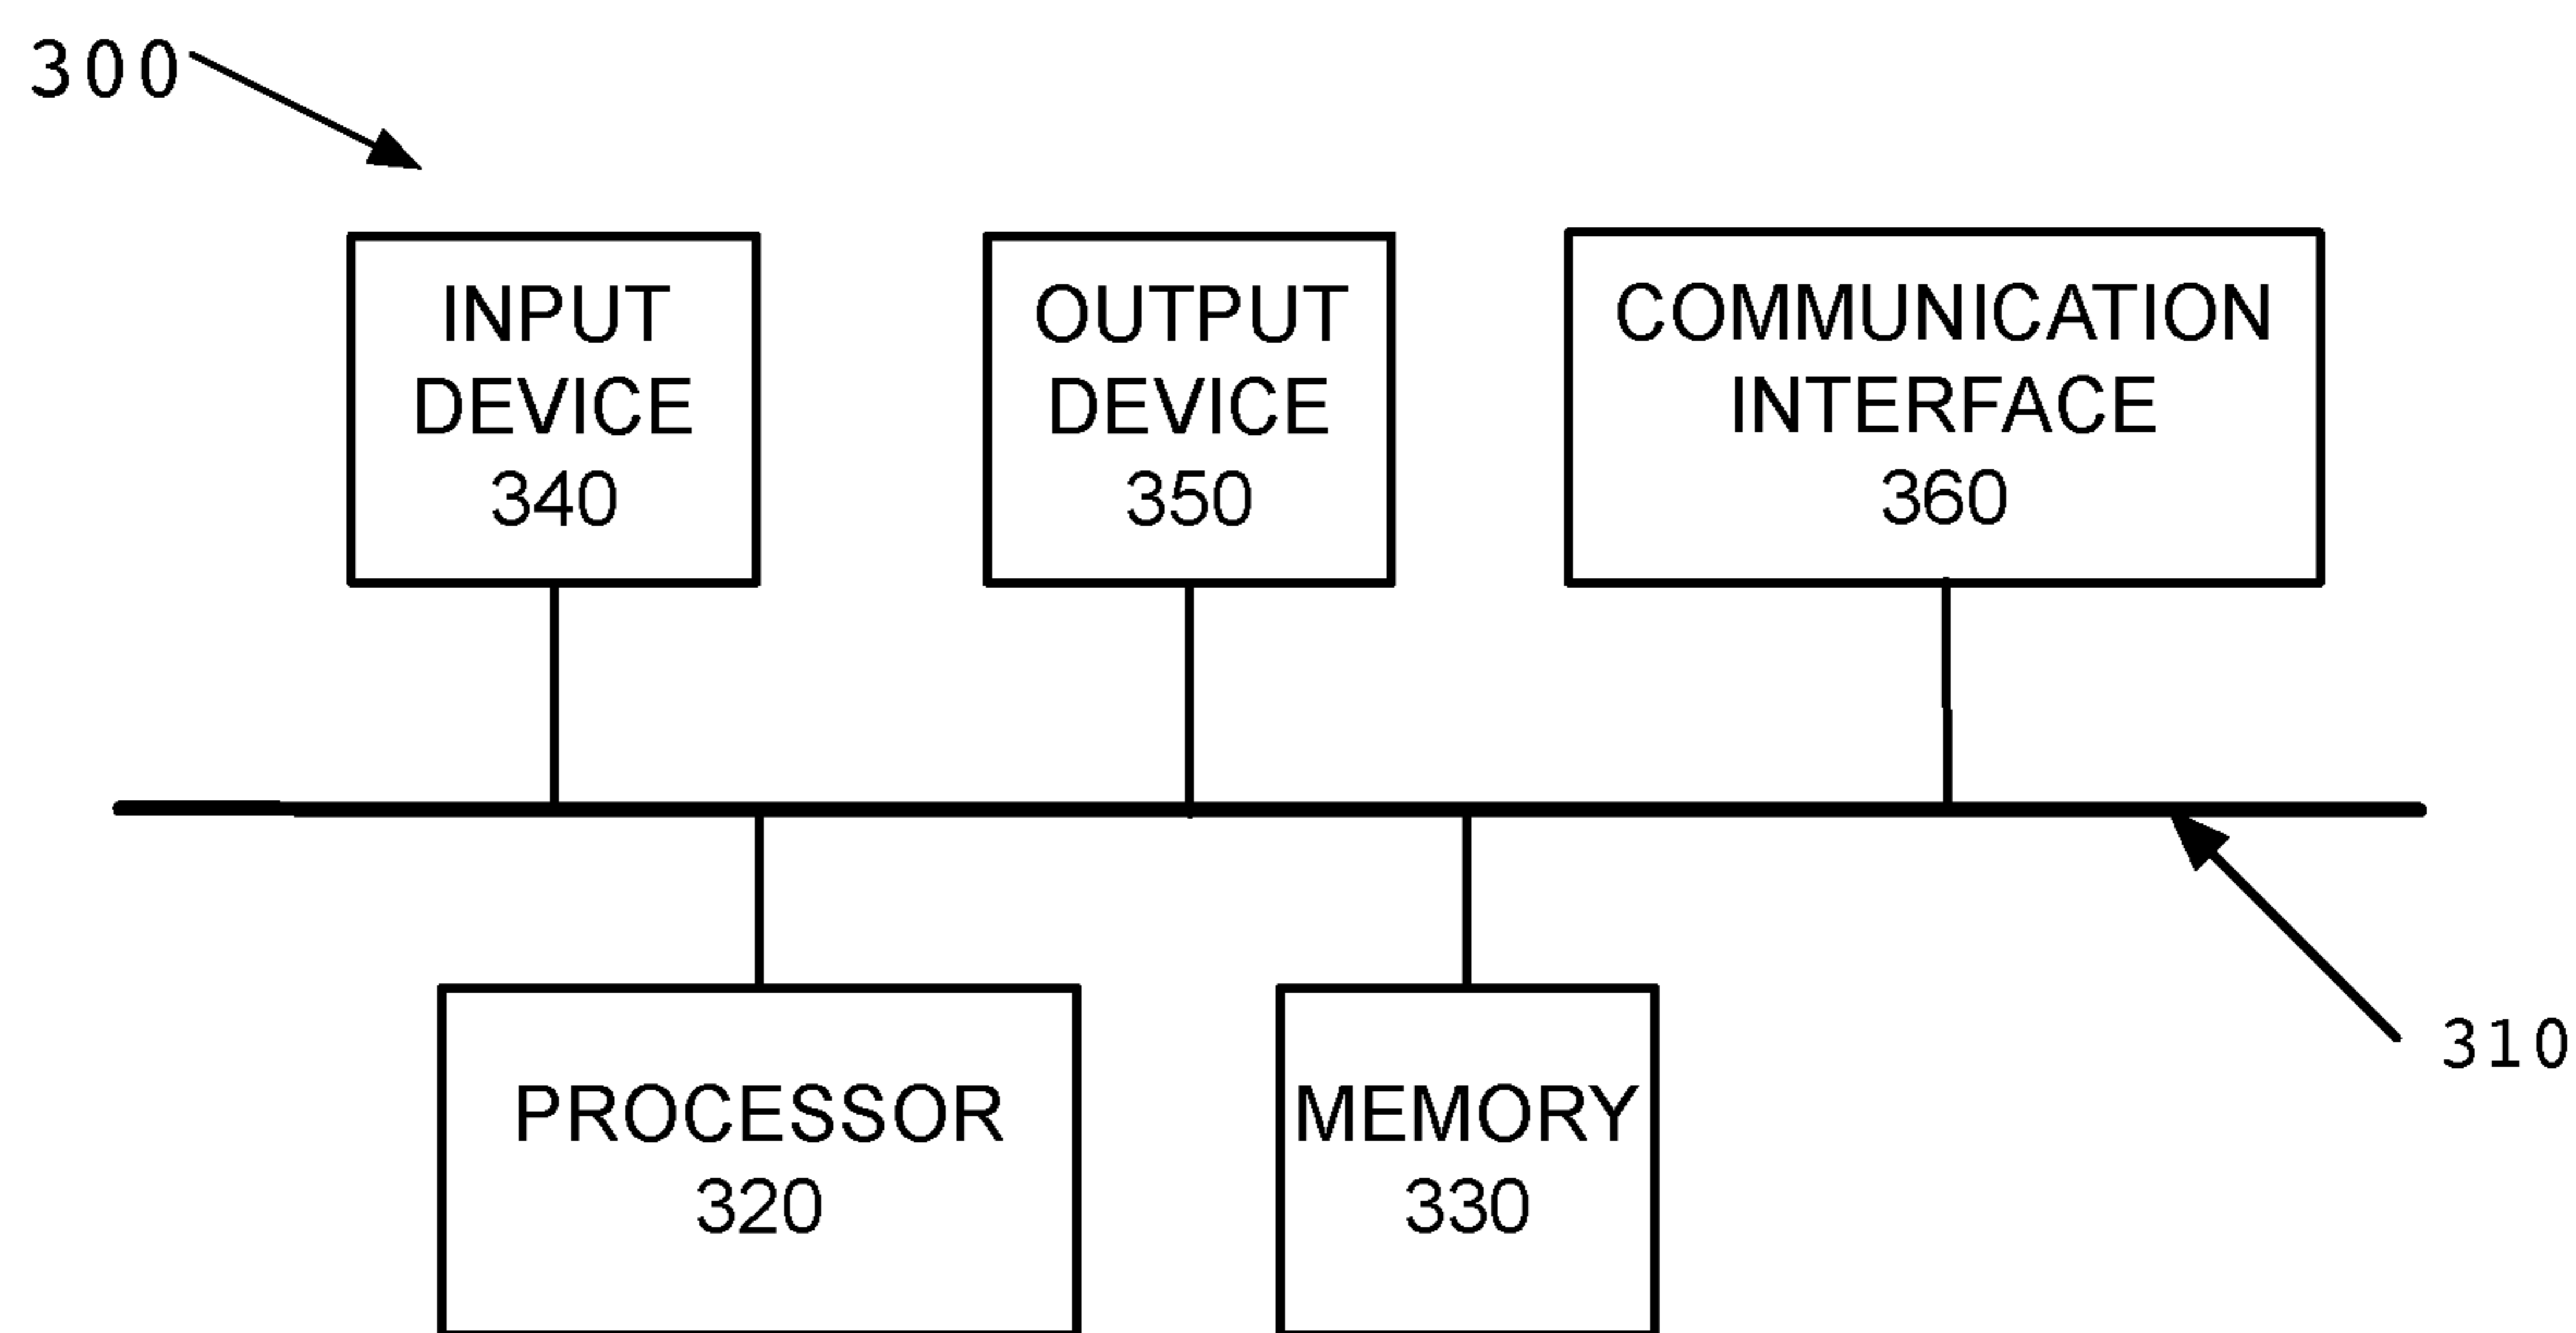 300
INPUT
DEVICE
340
OUTPUT
DEVICE
350
COMMUNICATION
INTERFACE
360
PROCESSOR
320
MEMORY
330
310